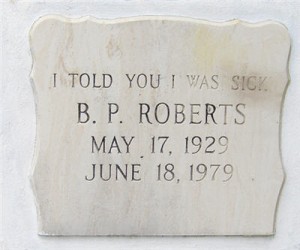 I TOLD YOU I WAS SICK
B. P. ROBERTS
MAY 17, 1929
JUNE 18, 1979